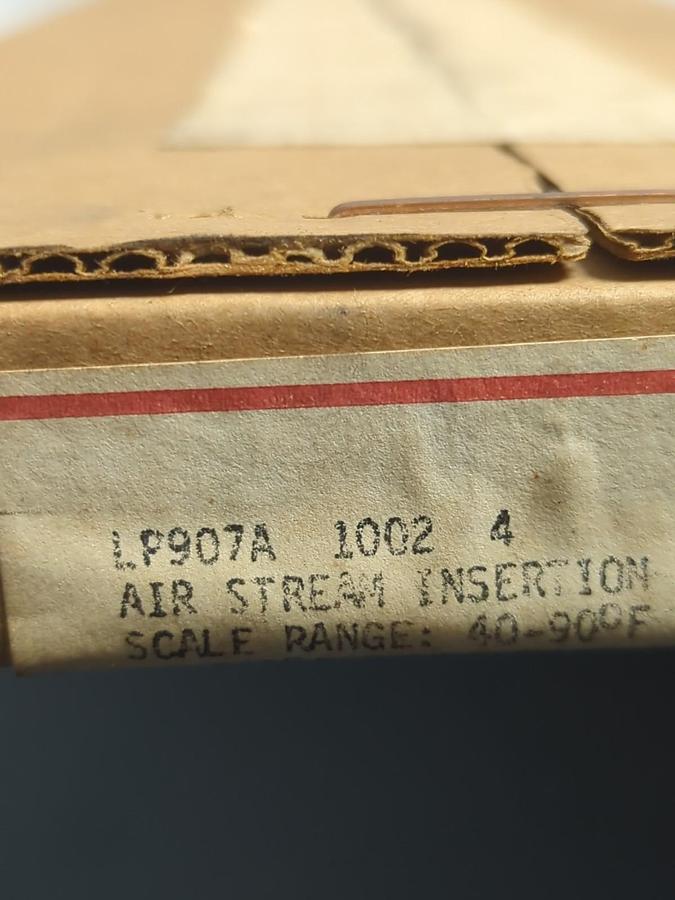 LP907A 1002 4
AIR STREAM INSERTION
SCALE RANGE: 40-90°F